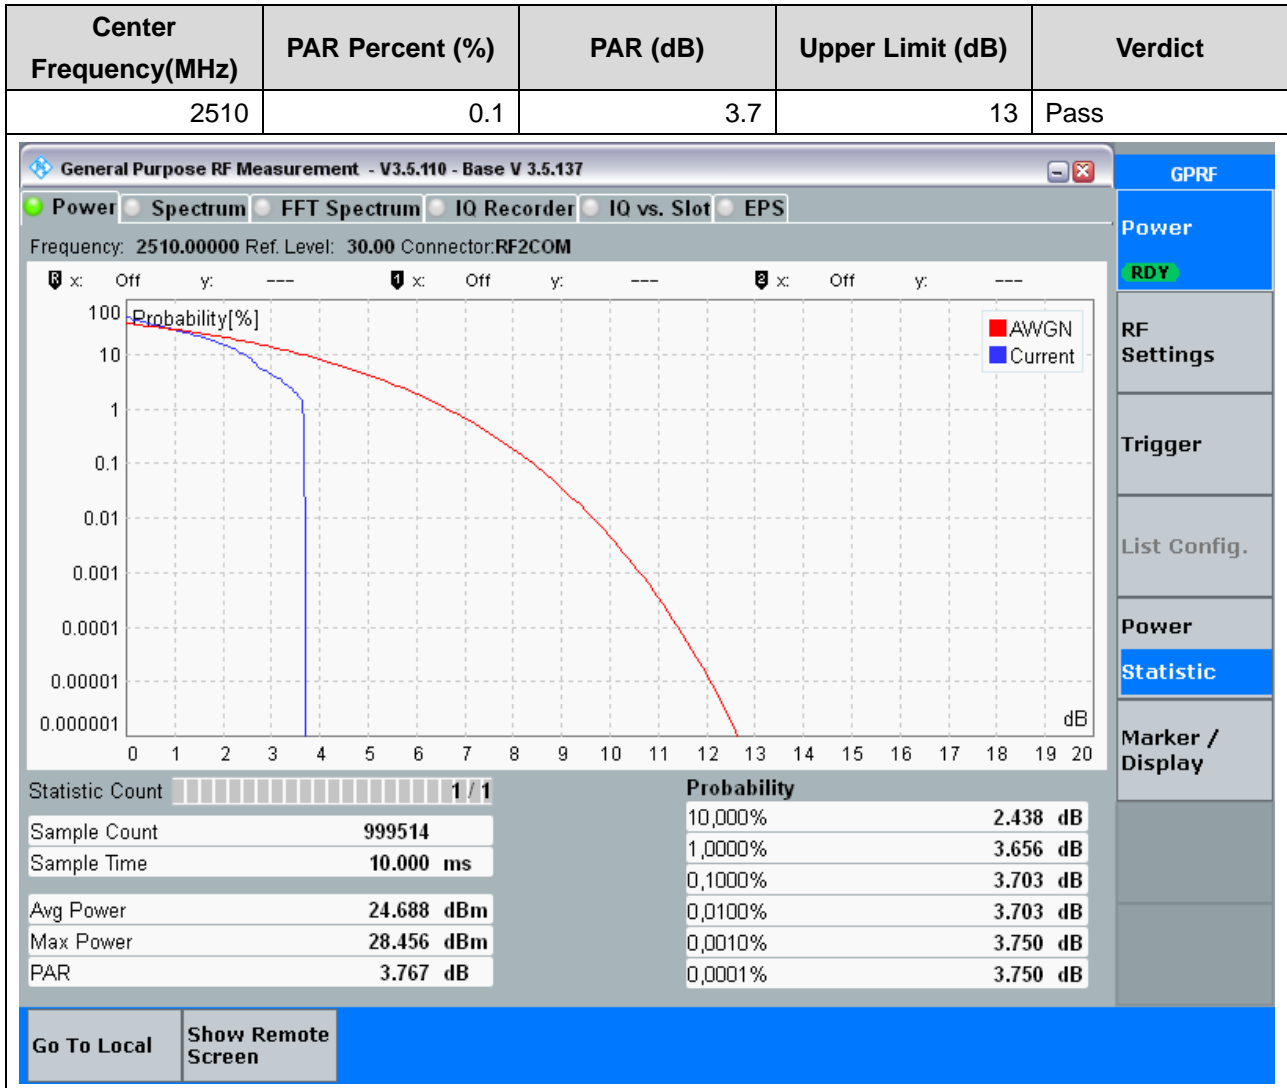 Center Frequency(MHz) PAR Percent (%) PAR (dB) Upper Limit (dB) Verdict
2510 0.1 3.7 13 Pass
General Purpose RF Measurement - V3.5.110 - Base V 3.5.137
GPRF
Power Spectrum FFT Spectrum IQ Recorder IQ vs. Slot EPS
Frequency: 2510.00000 Ref. Level: 30.00 Connector:RF2COM
R x: Off y: --- 1 x: Off y: --- 2 x: Off y: ---
Probability[%]
AWGN
Current
100
10
1
0.1
0.01
0.001
0.0001
0.00001
0.000001
dB
0 1 2 3 4 5 6 7 8 9 10 11 12 13 14 15 16 17 18 19 20
Statistic Count 1 / 1
Sample Count 999514
Sample Time 10.000 ms
Avg Power 24.688 dBm
Max Power 28.456 dBm
PAR 3.767 dB
Probability
10,000% 2.438 dB
1,0000% 3.656 dB
0,1000% 3.703 dB
0,0100% 3.703 dB
0,0010% 3.750 dB
0,0001% 3.750 dB
Power
RDY
RF
Settings
Trigger
List Config.
Power
Statistic
Marker /
Display
Go To Local
Show Remote
Screen